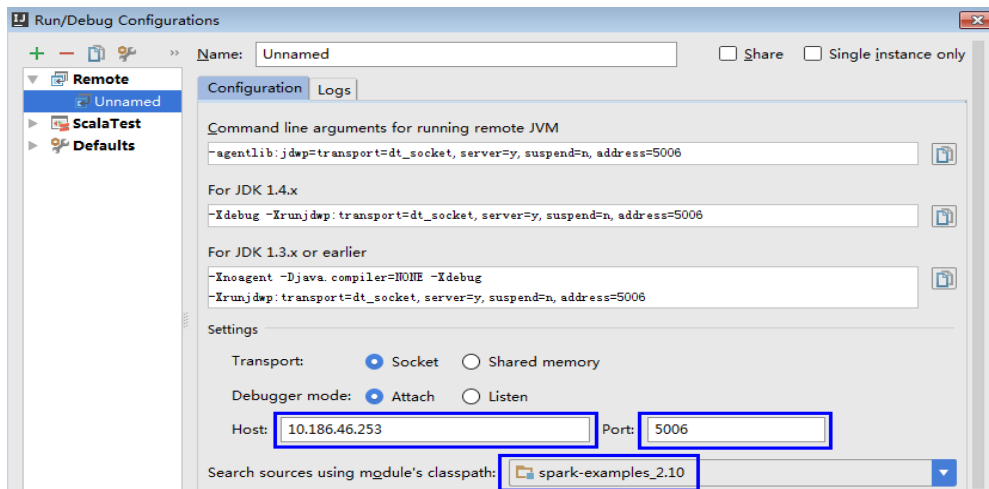 Run/Debug Configurations
Name: Unnamed Share Single instance only
Remote
Unnamed
ScalaTest
Defaults
Configuration Logs
Command line arguments for running remote JVM
-agentlib:jdwp=transport=dt_socket, server=y, suspend=n, address=5006
For JDK 1.4.x
-Xdebug -Xrunjdwp:transport=dt_socket, server=y, suspend=n, address=5006
For JDK 1.3.x or earlier
-Xnoagent -Djava.compiler=NONE -Xdebug
-Xrunjdwp:transport=dt_socket, server=y, suspend=n, address=5006
Settings
Transport: Socket Shared memory
Debugger mode: Attach Listen
Host: 10.186.46.253 Port: 5006
Search sources using module's classpath: spark-examples_2.10